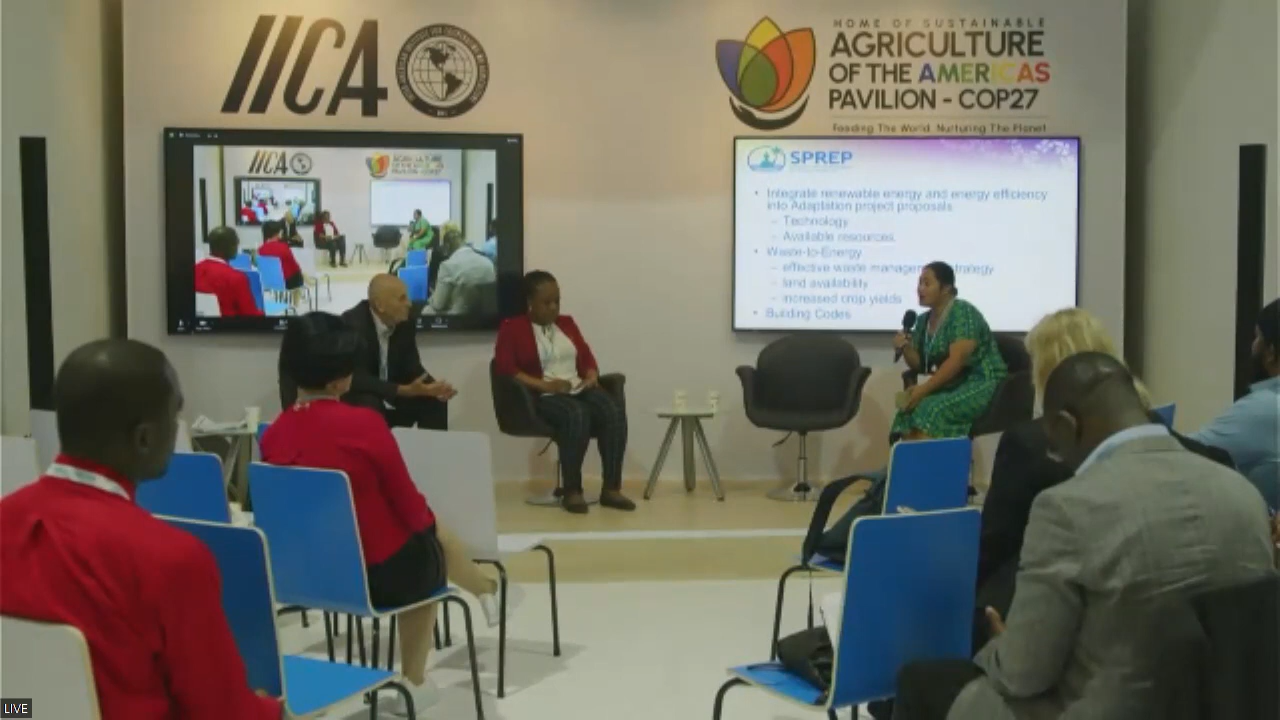 IICA
HOME OF SUSTAINABLE
AGRICULTURE
OF THE AMERICAS
PAVILION - COP27
Feeding The World. Nurturing The Planet
IICA
SPREP
• Integrate renewable energy and energy efficiency
into Adaptation project proposals
– Technology
– Available resources.
• Waste-to-Energy
– effective waste management strategy
– land availability
– increased crop yields
• Building Codes
LIVE